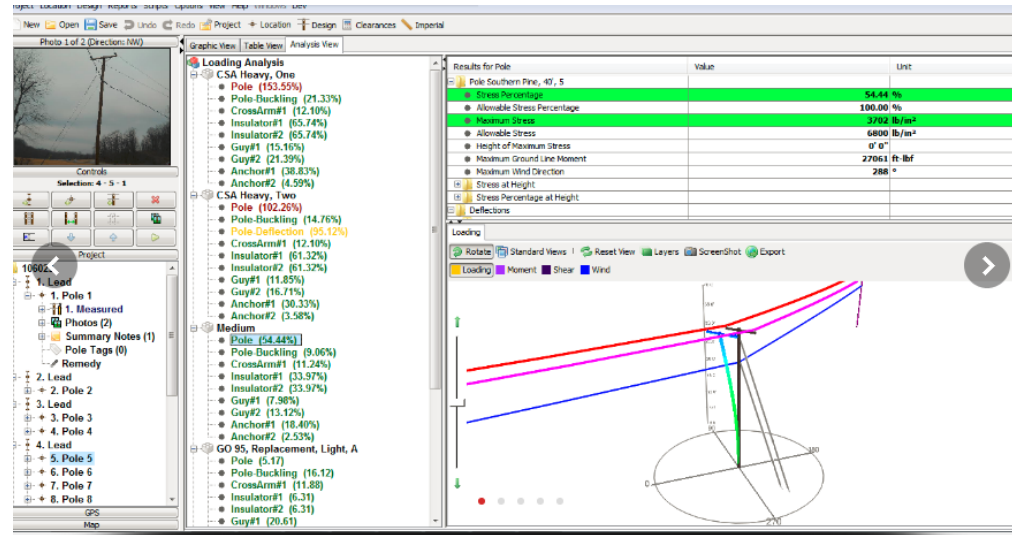 Project Location Design Reports Scripts Options View Help Windows Dev
New Open Save Undo Redo Project Location Design Clearances Imperial
Photo 1 of 2 (Direction: NW)
Controls
Selection: 4 - 5 - 1
Project
1. Lead
1. Pole 1
1. Measured
Photos (2)
Summary Notes (1)
Pole Tags (0)
Remedy
2. Lead
2. Pole 2
3. Lead
3. Pole 3
4. Pole 4
4. Lead
5. Pole 5
6. Pole 6
7. Pole 7
8. Pole 8
GPS
Map
Graphic View Table View Analysis View
Loading Analysis
CSA Heavy, One
Pole (153.55%)
Pole-Buckling (21.33%)
CrossArm#1 (12.10%)
Insulator#1 (65.74%)
Insulator#2 (65.74%)
Guy#1 (15.16%)
Guy#2 (21.39%)
Anchor#1 (38.83%)
Anchor#2 (4.59%)
CSA Heavy, Two
Pole (102.26%)
Pole-Buckling (14.76%)
Pole-Deflection (95.12%)
CrossArm#1 (12.10%)
Insulator#1 (61.32%)
Insulator#2 (61.32%)
Guy#1 (11.85%)
Guy#2 (16.71%)
Anchor#1 (30.33%)
Anchor#2 (3.58%)
Medium
Pole (54.44%)
Pole-Buckling (9.06%)
CrossArm#1 (11.24%)
Insulator#1 (33.97%)
Insulator#2 (33.97%)
Guy#1 (7.98%)
Guy#2 (13.12%)
Anchor#1 (18.40%)
Anchor#2 (2.53%)
GO 95, Replacement, Light, A
Pole (5.17)
Pole-Buckling (16.12)
CrossArm#1 (11.88)
Insulator#1 (6.31)
Insulator#2 (6.31)
Guy#1 (20.61)
Results for Pole Value Unit
Pole Southern Pine, 40', 5
Stress Percentage 54.44 %
Allowable Stress Percentage 100.00 %
Maximum Stress 3702 lb/in²
Allowable Stress 6800 lb/in²
Height of Maximum Stress 0' 0"
Maximum Ground Line Moment 27061 ft-lbf
Maximum Wind Direction 288 °
Stress at Height
Stress Percentage at Height
Deflections
Loading
Rotate Standard Views Reset View Layers ScreenShot Export
Loading Moment Shear Wind
90
180
0
270